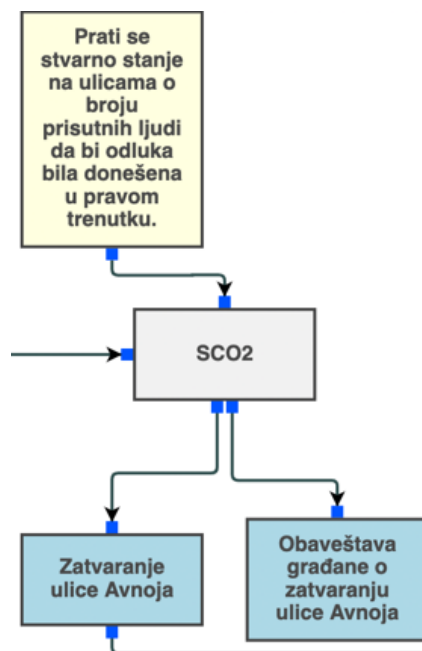 Prati se
stvarno stanje
na ulicama o
broju
prisutnih ljudi
da bi odluka
bila donešena
u pravom
trenutku.
SCO2
Zatvaranje
ulice Avnoja
Obaveštava
građane o
zatvaranju
ulice Avnoja